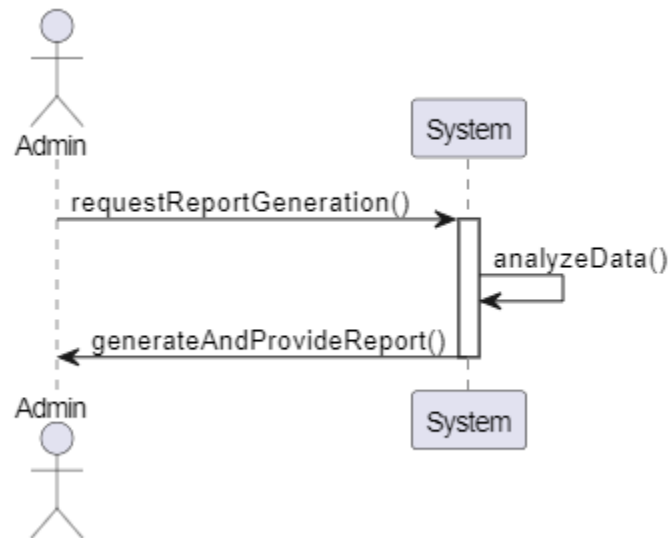 Admin
System
requestReportGeneration()
analyzeData()
generateAndProvideReport()
Admin
System